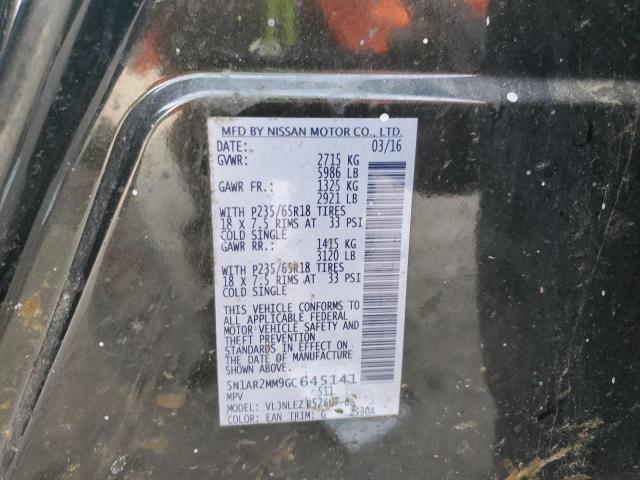 MFD BY NISSAN MOTOR CO., LTD.
DATE: 03/16
GVWR: 2715 KG
5986 LB
GAWR FR: 1325 KG
2921 LB
WITH P235/65R18 TIRES
18 X 7.5 RIMS AT 33 PSI
COLD SINGLE
GAWR RR: 1415 KG
3120 LB
WITH P235/65R18 TIRES
18 X 7.5 RIMS AT 33 PSI
COLD SINGLE
THIS VEHICLE CONFORMS TO
ALL APPLICABLE FEDERAL
MOTOR VEHICLE SAFETY AND
THEFT PREVENTION
STANDARDS IN EFFECT ON
THE DATE OF MANUFACTURE
SHOWN ABOVE.
5N1AR2MM9GC645141
MPV 511
MODEL:
COLOR: EAN TRIM: G